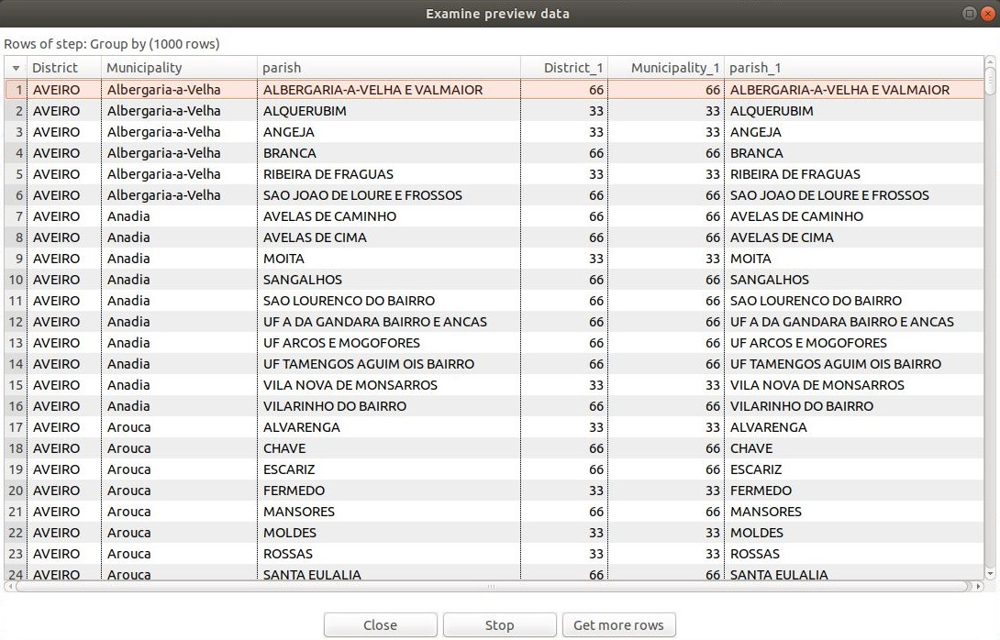 Examine preview data
Rows of step: Group by (1000 rows)
District Municipality parish District_1 Municipality_1 parish_1
1 AVEIRO Albergaria-a-Velha ALBERGARIA-A-VELHA E VALMAIOR 66 66 ALBERGARIA-A-VELHA E VALMAIOR
2 AVEIRO Albergaria-a-Velha ALQUERUBIM 33 33 ALQUERUBIM
3 AVEIRO Albergaria-a-Velha ANGEJA 33 33 ANGEJA
4 AVEIRO Albergaria-a-Velha BRANCA 66 66 BRANCA
5 AVEIRO Albergaria-a-Velha RIBEIRA DE FRAGUAS 33 33 RIBEIRA DE FRAGUAS
6 AVEIRO Albergaria-a-Velha SAO JOAO DE LOURE E FROSSOS 66 66 SAO JOAO DE LOURE E FROSSOS
7 AVEIRO Anadia AVELAS DE CAMINHO 66 66 AVELAS DE CAMINHO
8 AVEIRO Anadia AVELAS DE CIMA 66 66 AVELAS DE CIMA
9 AVEIRO Anadia MOITA 33 33 MOITA
10 AVEIRO Anadia SANGALHOS 66 66 SANGALHOS
11 AVEIRO Anadia SAO LOURENCO DO BAIRRO 66 66 SAO LOURENCO DO BAIRRO
12 AVEIRO Anadia UF A DA GANDARA BAIRRO E ANCAS 66 66 UF A DA GANDARA BAIRRO E ANCAS
13 AVEIRO Anadia UF ARCOS E MOGOFORES 66 66 UF ARCOS E MOGOFORES
14 AVEIRO Anadia UF TAMENGOS AGUIM OIS BAIRRO 66 66 UF TAMENGOS AGUIM OIS BAIRRO
15 AVEIRO Anadia VILA NOVA DE MONSARROS 33 33 VILA NOVA DE MONSARROS
16 AVEIRO Anadia VILARINHO DO BAIRRO 66 66 VILARINHO DO BAIRRO
17 AVEIRO Arouca ALVARENGA 33 33 ALVARENGA
18 AVEIRO Arouca CHAVE 66 66 CHAVE
19 AVEIRO Arouca ESCARIZ 66 66 ESCARIZ
20 AVEIRO Arouca FERMEDO 33 33 FERMEDO
21 AVEIRO Arouca MANSORES 66 66 MANSORES
22 AVEIRO Arouca MOLDES 33 33 MOLDES
23 AVEIRO Arouca ROSSAS 33 33 ROSSAS
24 AVEIRO Arouca SANTA EULALIA 66 66 SANTA EULALIA
Close Stop Get more rows